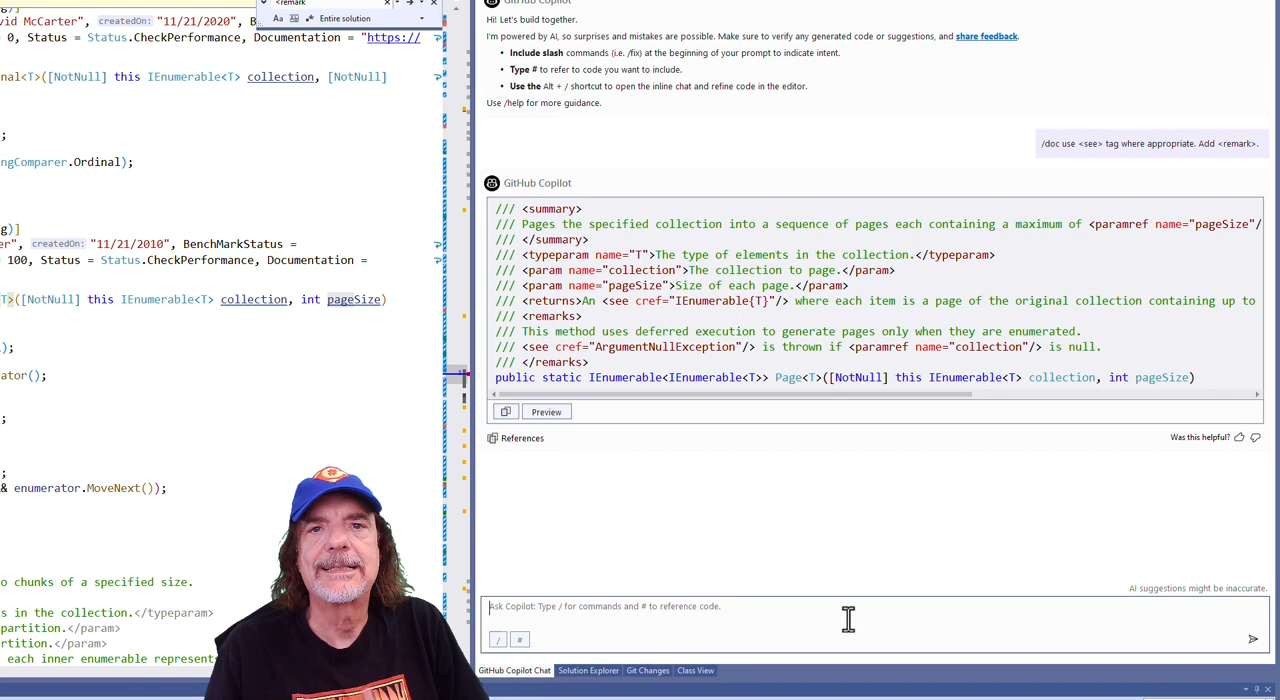 <remark
Entire solution
vid McCarter", createdOn: "11/21/2020", B
0, Status = Status.CheckPerformance, Documentation = "https://
nal<T>([NotNull] this IEnumerable<T> collection, [NotNull]
;
ngComparer.Ordinal);
g)]
er", createdOn: "11/21/2010", BenchMarkStatus =
100, Status = Status.CheckPerformance, Documentation =
T>([NotNull] this IEnumerable<T> collection, int pageSize)
);
ator();
;
;
& enumerator.MoveNext());
o chunks of a specified size.
s in the collection.</typeparam>
partition.</param>
rtition.</param>
each inner enumerable represent
GitHub Copilot
Hi! Let's build together.
I'm powered by AI, so surprises and mistakes are possible. Make sure to verify any generated code or suggestions, and share feedback.
• Include slash commands (i.e. /fix) at the beginning of your prompt to indicate intent.
• Type # to refer to code you want to include.
• Use the Alt + / shortcut to open the inline chat and refine code in the editor.
Use /help for more guidance.
/doc use <see> tag where appropriate. Add <remark>.
GitHub Copilot
/// <summary>
/// Pages the specified collection into a sequence of pages each containing a maximum of <paramref name="pageSize"/
/// </summary>
/// <typeparam name="T">The type of elements in the collection.</typeparam>
/// <param name="collection">The collection to page.</param>
/// <param name="pageSize">Size of each page.</param>
/// <returns>An <see cref="IEnumerable{T}"/> where each item is a page of the original collection containing up to
/// <remarks>
/// This method uses deferred execution to generate pages only when they are enumerated.
/// <see cref="ArgumentNullException"/> is thrown if <paramref name="collection"/> is null.
/// </remarks>
public static IEnumerable<IEnumerable<T>> Page<T>([NotNull] this IEnumerable<T> collection, int pageSize)
Preview
References
Was this helpful?
AI suggestions might be inaccurate.
Ask Copilot: Type / for commands and # to reference code.
/ #
GitHub Copilot Chat Solution Explorer Git Changes Class View